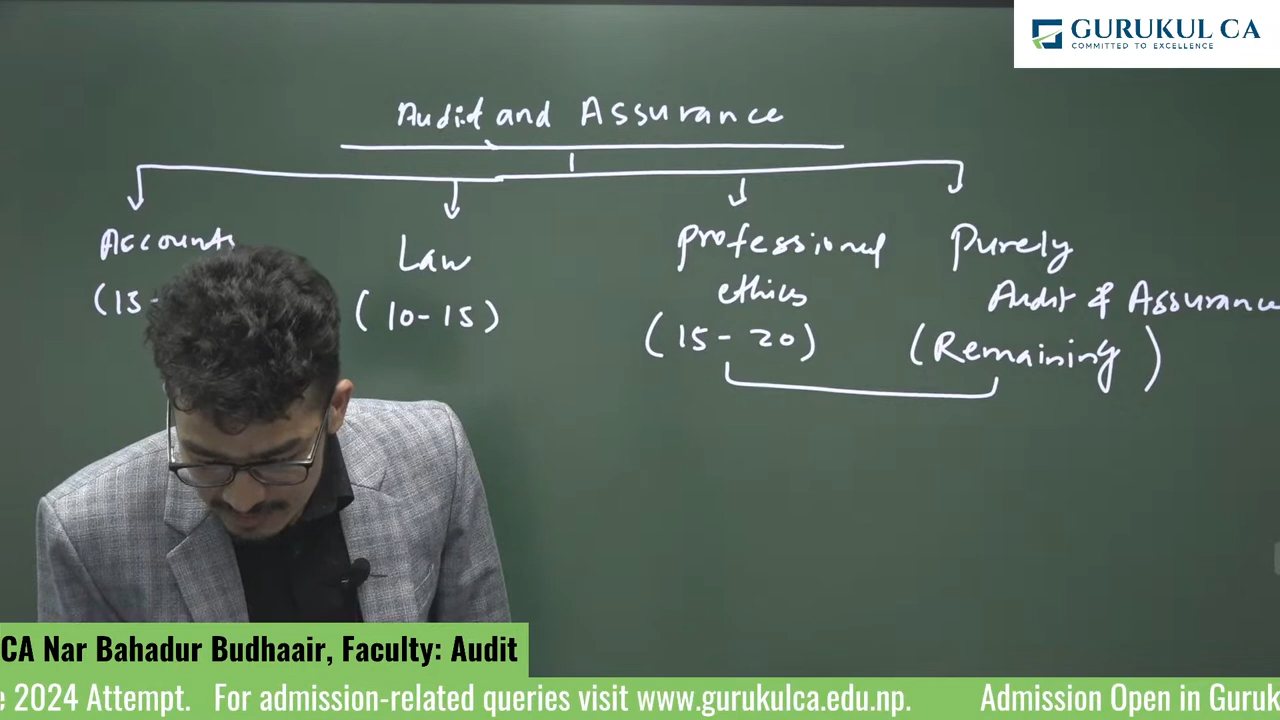 GURUKUL CA
COMMITTED TO EXCELLENCE
Audit and Assurance
Accounts
(15-
Law
(10-15)
Professional
ethics
(15-20)
Purely
Audit & Assurance
(Remaining)
CA Nar Bahadur Budhaair, Faculty: Audit
e 2024 Attempt. For admission-related queries visit www.gurukulca.edu.np. Admission Open in Guruk